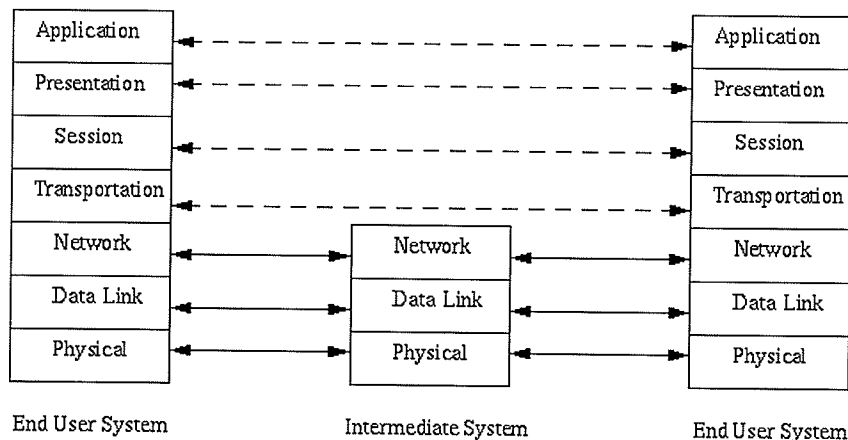 Application
Presentation
Session
Transportation
Network
Data Link
Physical
End User System
Network
Data Link
Physical
Intermediate System
Application
Presentation
Session
Transportation
Network
Data Link
Physical
End User System